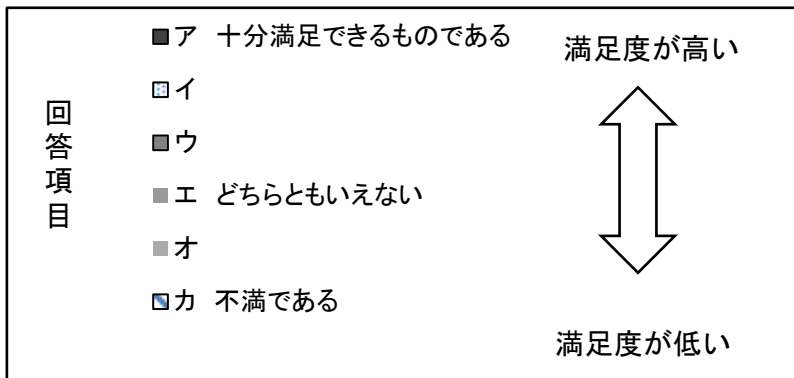 回答項目
ア 十分満足できるものである
イ
ウ
エ どちらともいえない
オ
カ 不満である
満足度が高い
満足度が低い